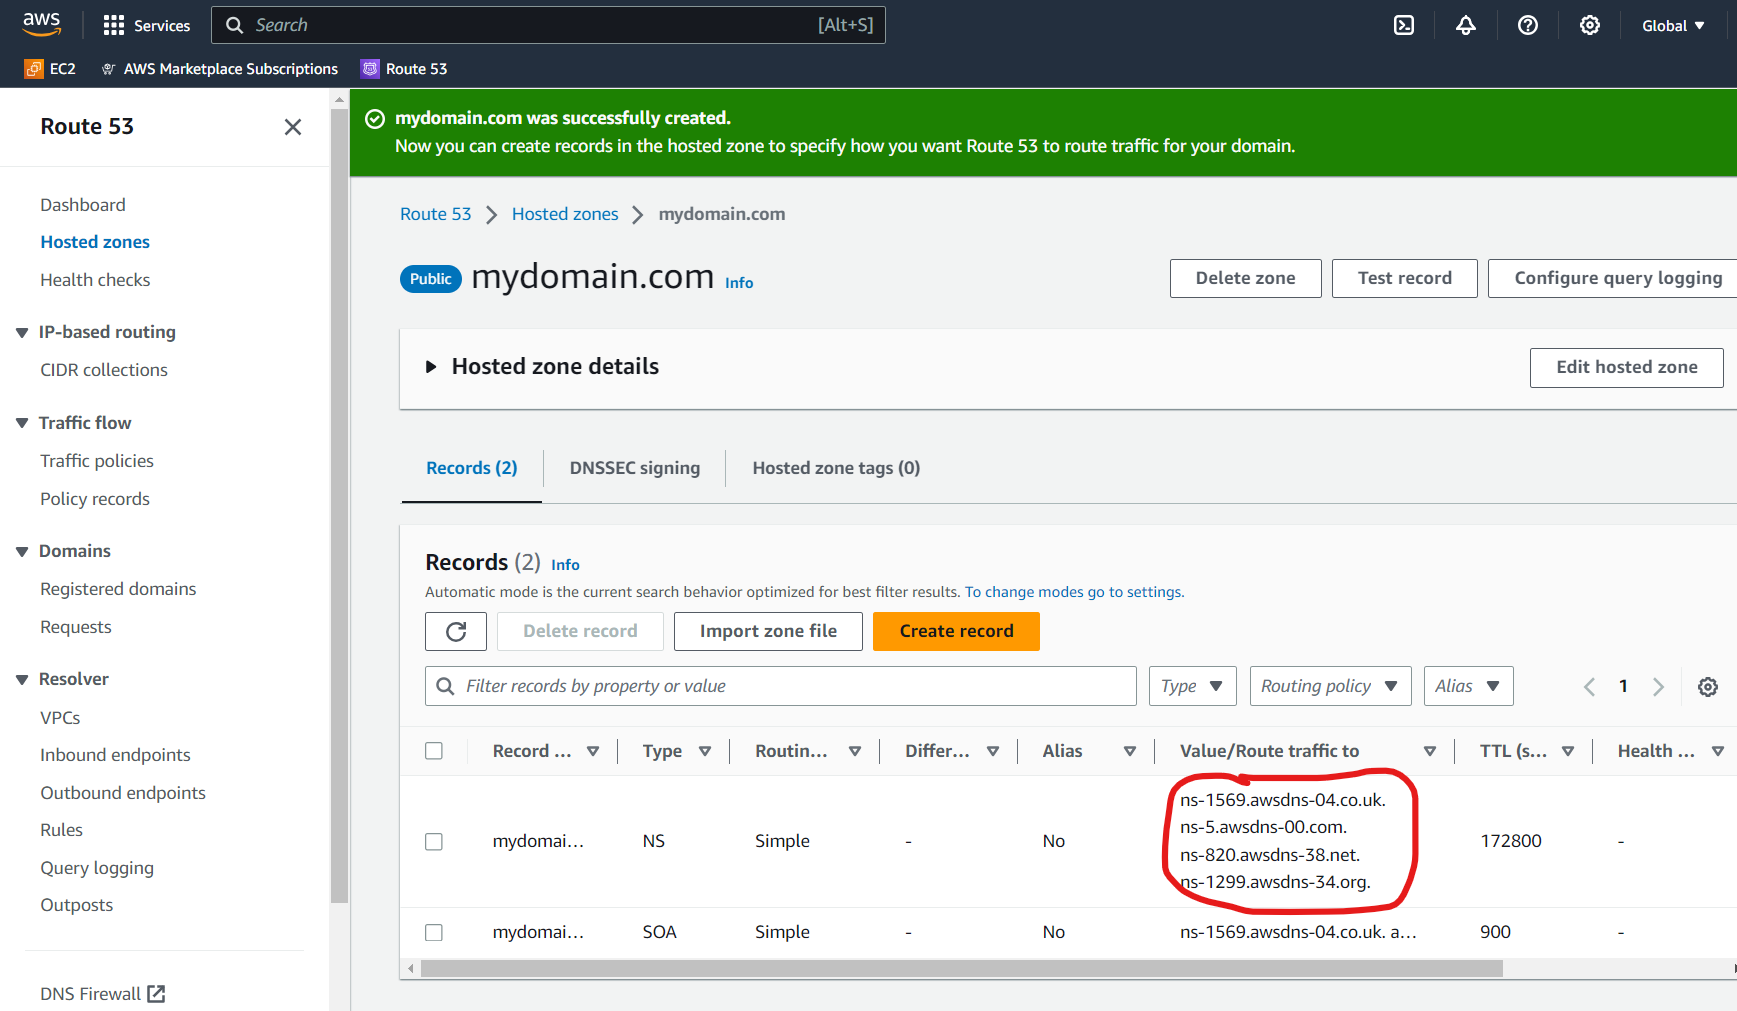 aws
Services
Search
[Alt+S]
Global
EC2
AWS Marketplace Subscriptions
Route 53
Route 53
Dashboard
Hosted zones
Health checks
IP-based routing
CIDR collections
Traffic flow
Traffic policies
Policy records
Domains
Registered domains
Requests
Resolver
VPCs
Inbound endpoints
Outbound endpoints
Rules
Query logging
Outposts
DNS Firewall
mydomain.com was successfully created.
Now you can create records in the hosted zone to specify how you want Route 53 to route traffic for your domain.
Route 53 > Hosted zones > mydomain.com
Public mydomain.com Info
Delete zone
Test record
Configure query logging
Hosted zone details
Edit hosted zone
Records (2)
DNSSEC signing
Hosted zone tags (0)
Records (2) Info
Automatic mode is the current search behavior optimized for best filter results. To change modes go to settings.
Delete record
Import zone file
Create record
Filter records by property or value
Type
Routing policy
Alias
1
Record ...
Type
Routin...
Differ...
Alias
Value/Route traffic to
TTL (s...
Health ...
mydomai...
NS
Simple
-
No
ns-1569.awsdns-04.co.uk.
ns-5.awsdns-00.com.
ns-820.awsdns-38.net.
ns-1299.awsdns-34.org.
172800
-
mydomai...
SOA
Simple
-
No
ns-1569.awsdns-04.co.uk. a...
900
-